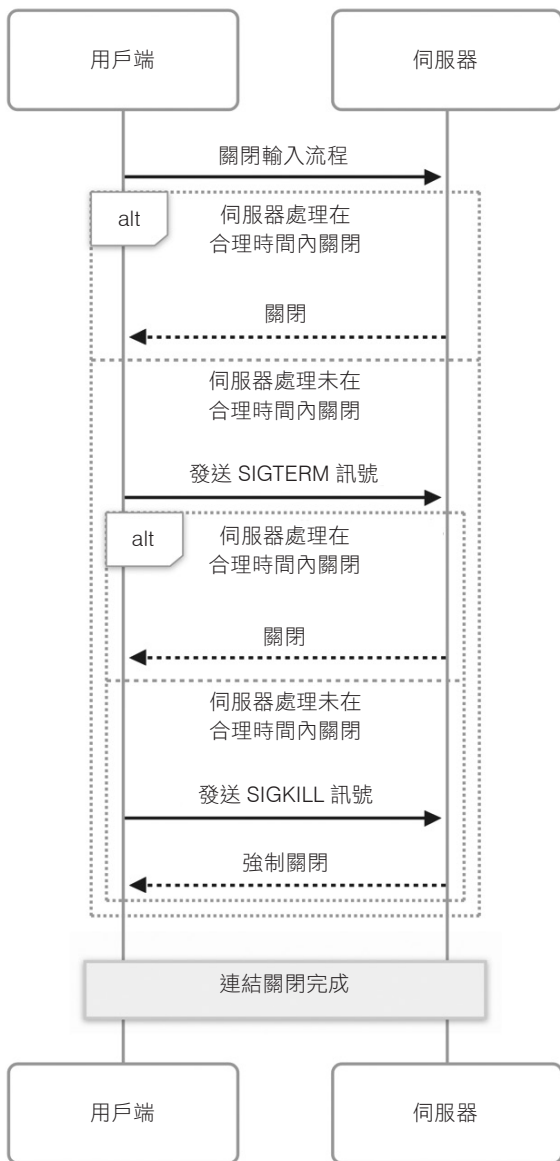 用戶端
伺服器
關閉輸入流程
alt
伺服器處理在
合理時間內關閉
關閉
伺服器處理未在
合理時間內關閉
發送 SIGTERM 訊號
alt
伺服器處理在
合理時間內關閉
關閉
伺服器處理未在
合理時間內關閉
發送 SIGKILL 訊號
強制關閉
連結關閉完成
用戶端
伺服器